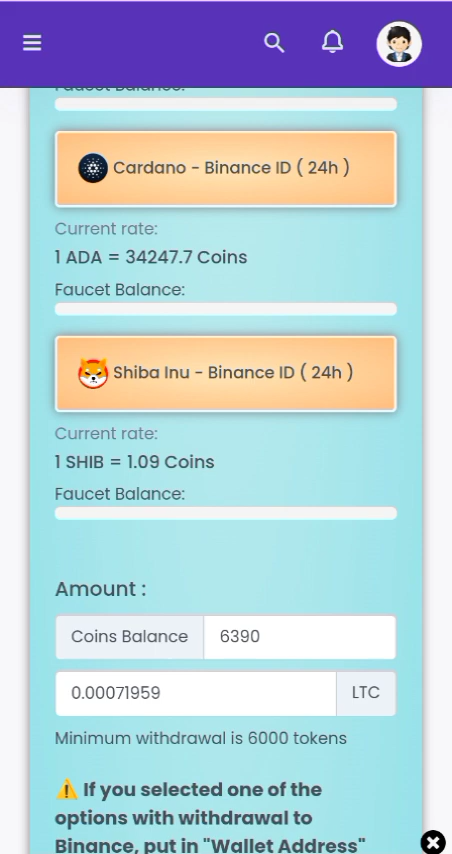 Faucet Balance:
Cardano - Binance ID ( 24h )
Current rate:
1 ADA = 34247.7 Coins
Faucet Balance:
Shiba Inu - Binance ID ( 24h )
Current rate:
1 SHIB = 1.09 Coins
Faucet Balance:
Amount :
Coins Balance 6390
0.00071959 LTC
Minimum withdrawal is 6000 tokens
⚠️ If you selected one of the
options with withdrawal to
Binance, put in "Wallet Address"